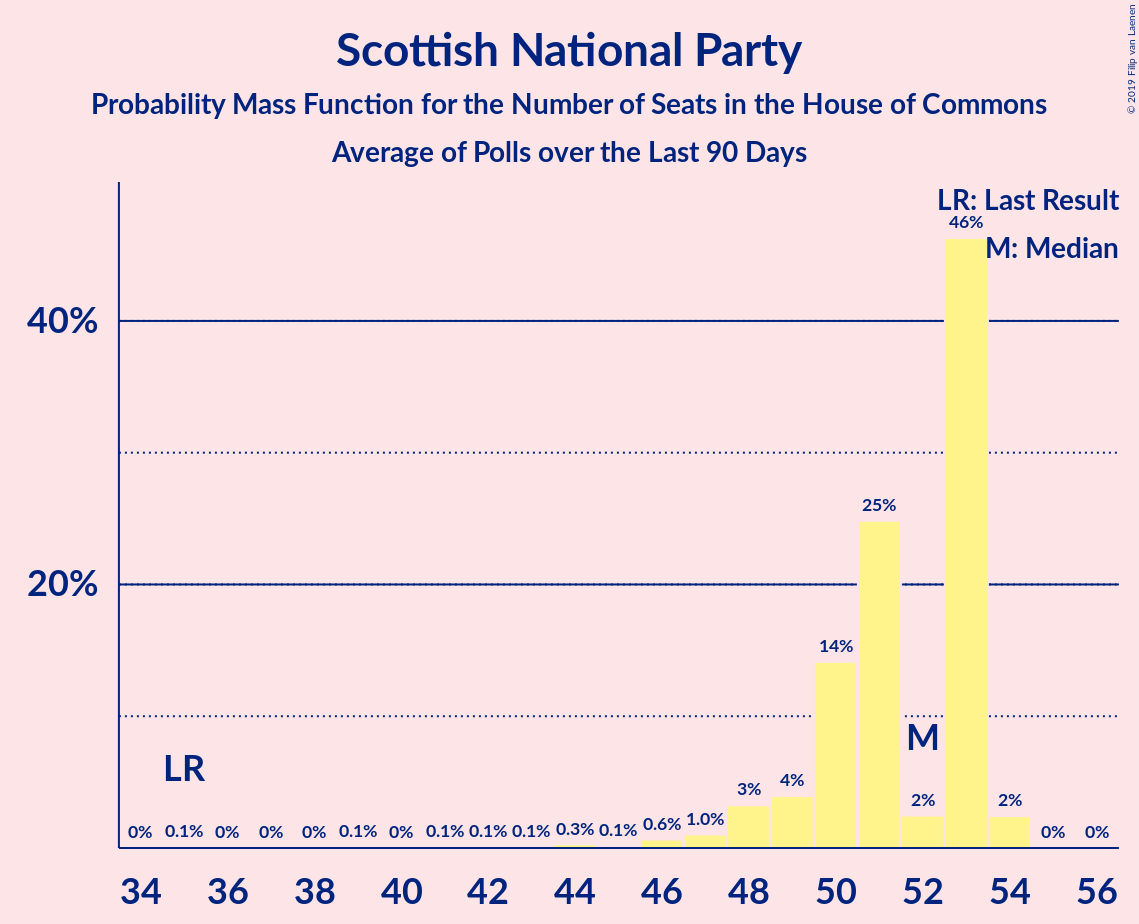 Scottish National Party
Probability Mass Function for the Number of Seats in the House of Commons
Average of Polls over the Last 90 Days
© 2019 Filip van Laenen
LR: Last Result
M: Median
46%
40%
25%
20%
14%
M
LR
0% 0.1% 0% 0% 0% 0.1% 0% 0.1% 0.1% 0.1% 0.3% 0.1% 0.6% 1.0% 3% 4% 2% 2% 0% 0%
34 36 38 40 42 44 46 48 50 52 54 56